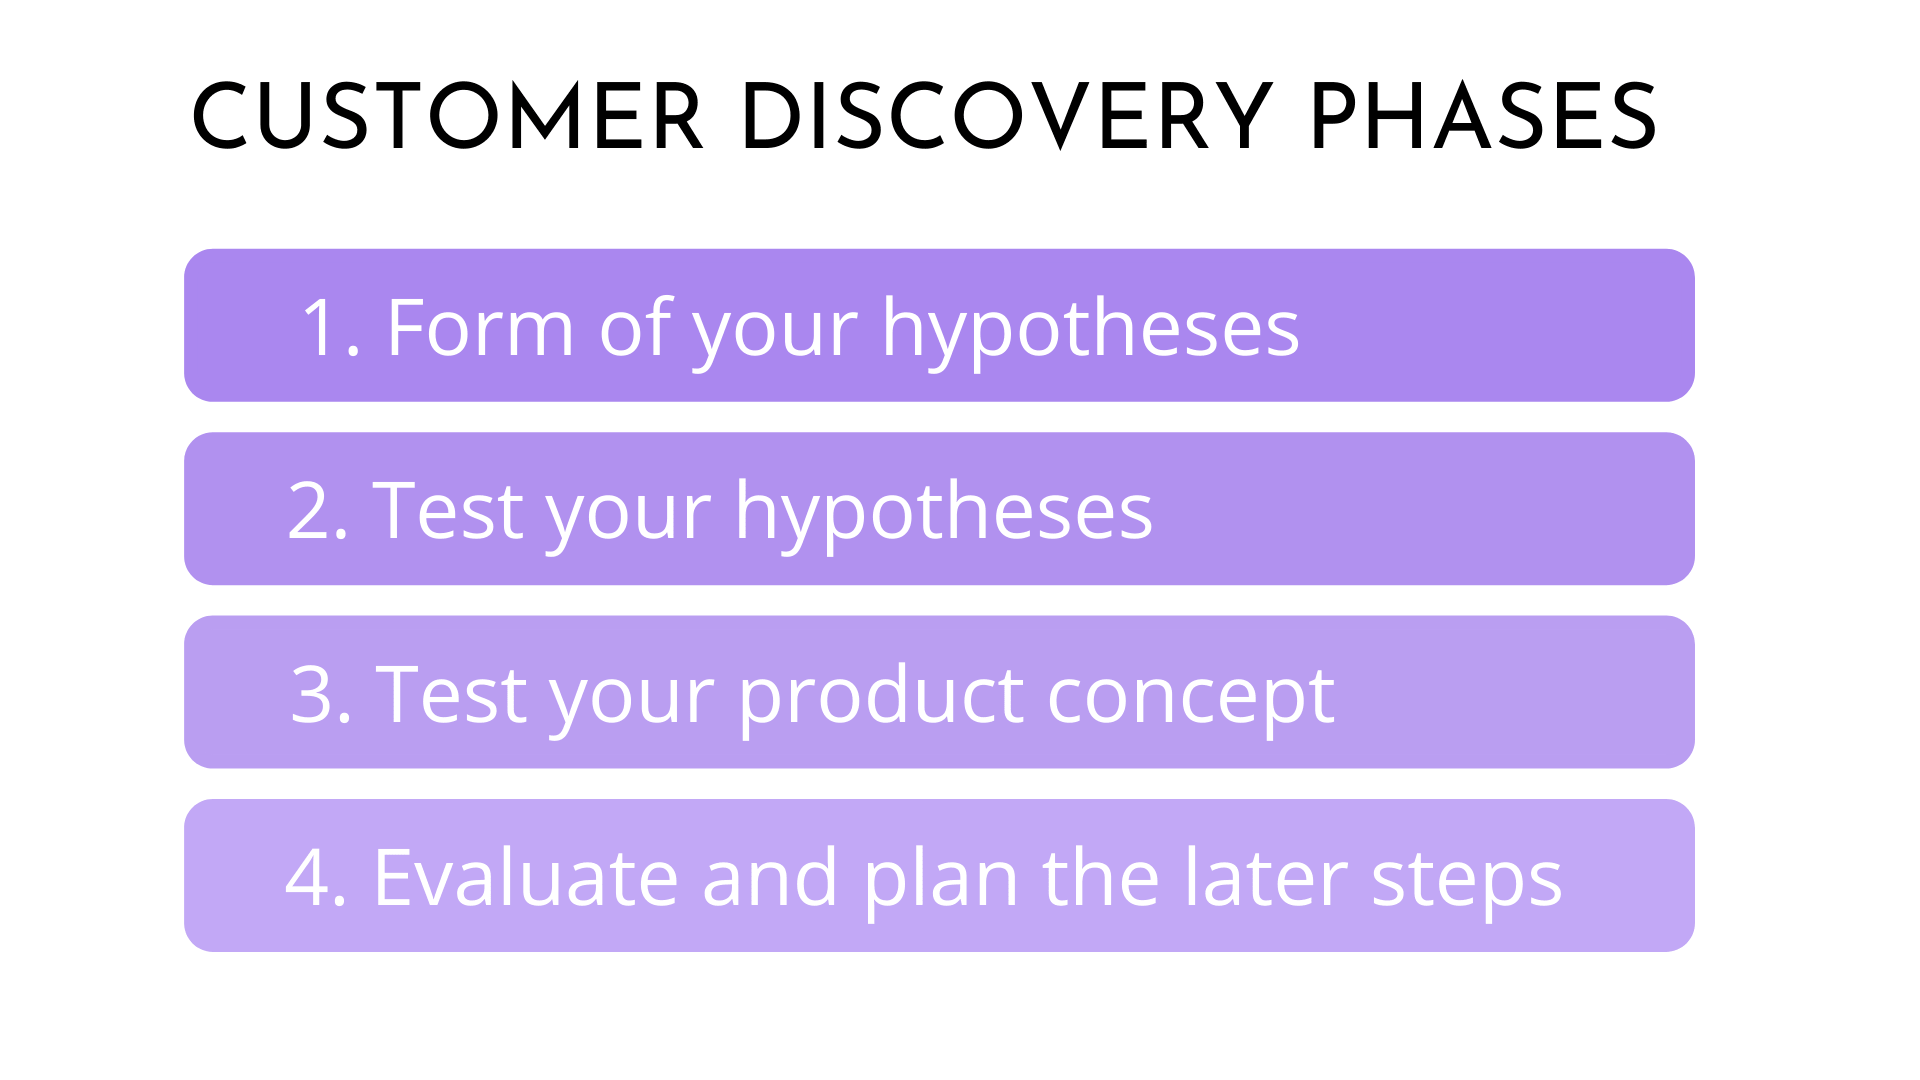 CUSTOMER DISCOVERY PHASES
1. Form of your hypotheses
2. Test your hypotheses
3. Test your product concept
4. Evaluate and plan the later steps